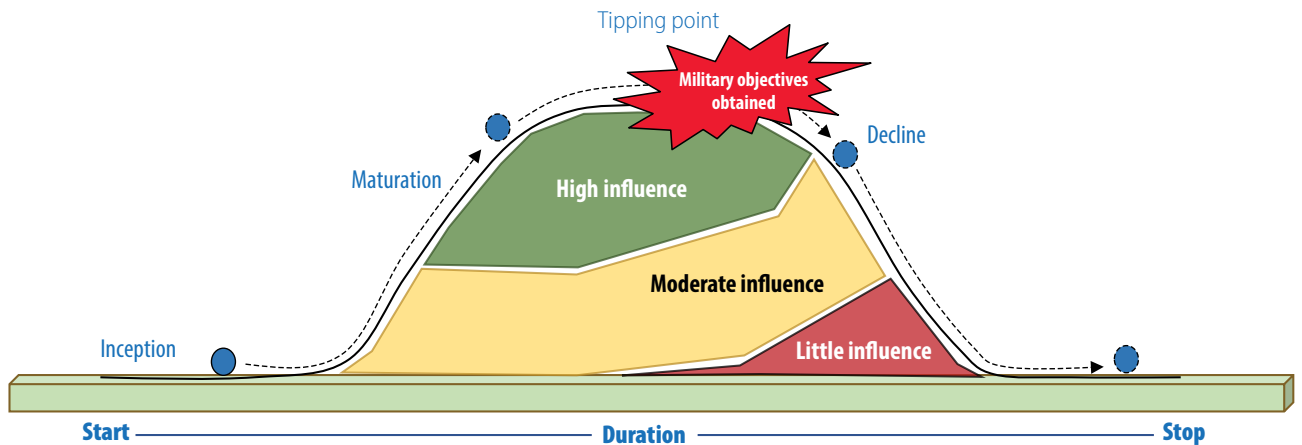 Tipping point
Military objectives
obtained
Decline
Maturation
High influence
Moderate influence
Inception
Little influence
Start
Duration
Stop